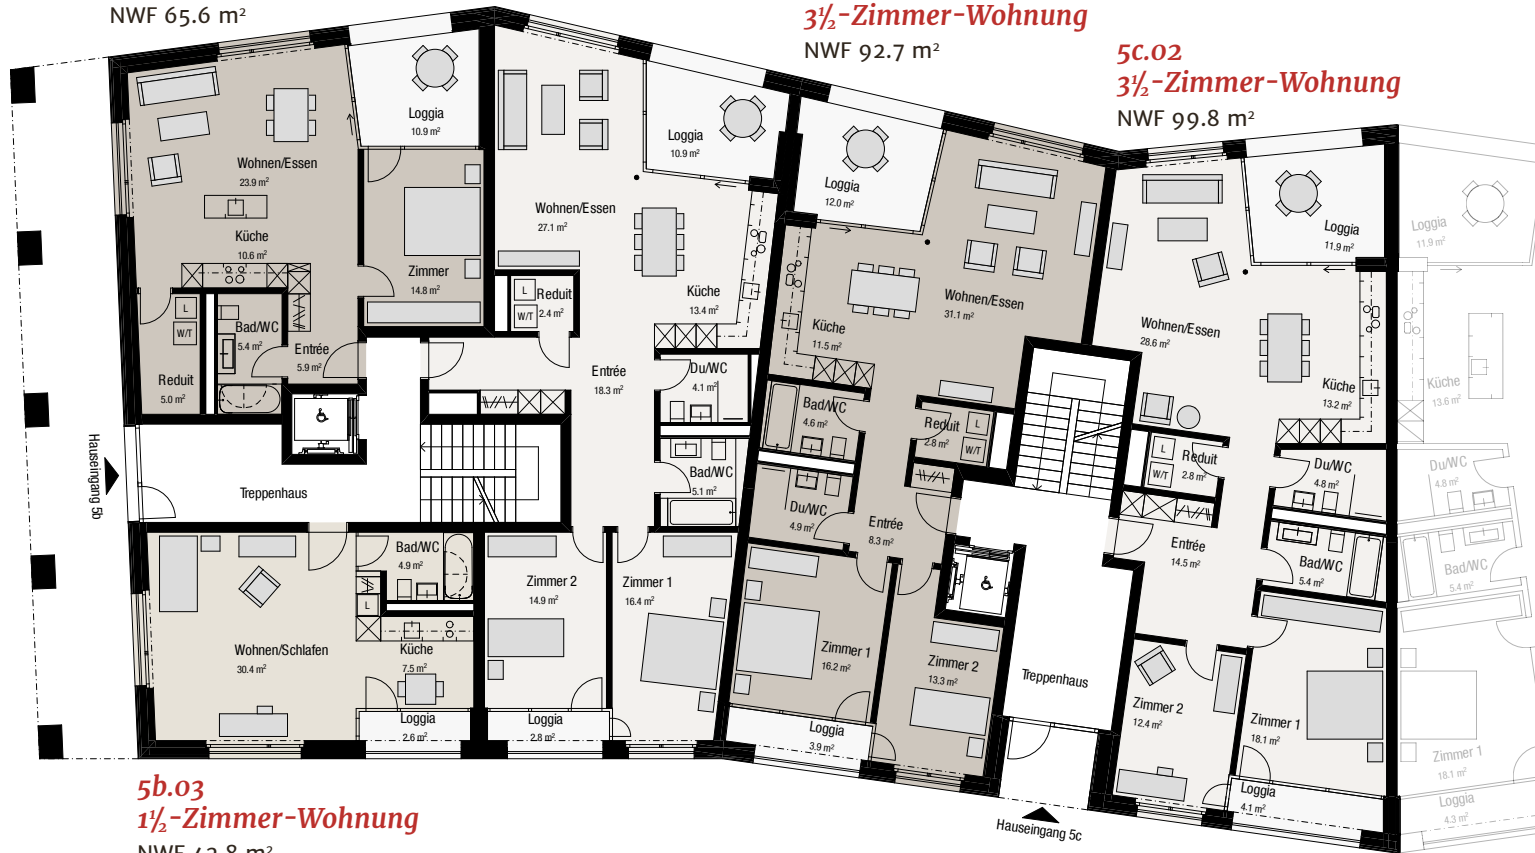 NWF 65.6 m²
3½-Zimmer-Wohnung
NWF 92.7 m²
5c.02
3½-Zimmer-Wohnung
NWF 99.8 m²
Loggia
10.9 m²
Wohnen/Essen
23.9 m²
Küche
10.6 m²
Zimmer
14.8 m²
L
W/T
Bad/WC
5.4 m²
Entrée
5.9 m²
Reduit
5.0 m²
Loggia
10.9 m²
Wohnen/Essen
27.1 m²
L
W/T
Reduit
2.4 m²
Küche
13.4 m²
Entrée
18.3 m²
Du/WC
4.1 m²
Bad/WC
5.1 m²
Zimmer 2
14.9 m²
Zimmer 1
16.4 m²
Loggia
2.8 m²
Hauseingang 5b
Treppenhaus
Bad/WC
4.9 m²
L
Wohnen/Schlafen
30.4 m²
Küche
7.5 m²
Loggia
2.6 m²
Loggia
12.0 m²
Wohnen/Essen
31.1 m²
Küche
11.5 m²
Bad/WC
4.6 m²
Reduit
2.8 m²
L
W/T
Du/WC
4.9 m²
Entrée
8.3 m²
Zimmer 1
16.2 m²
Zimmer 2
13.3 m²
Loggia
3.9 m²
Treppenhaus
Hauseingang 5c
Loggia
11.9 m²
Wohnen/Essen
28.6 m²
Küche
13.2 m²
L
W/T
Reduit
2.8 m²
Du/WC
4.8 m²
Entrée
14.5 m²
Bad/WC
5.4 m²
Zimmer 2
12.4 m²
Zimmer 1
18.1 m²
Loggia
4.1 m²
Loggia
11.9 m²
Küche
13.6 m²
Du/WC
4.8 m²
Bad/WC
5.4 m²
Zimmer 1
18.1 m²
Loggia
4.3 m²
5b.03
1½-Zimmer-Wohnung
NWF 42.8 m²